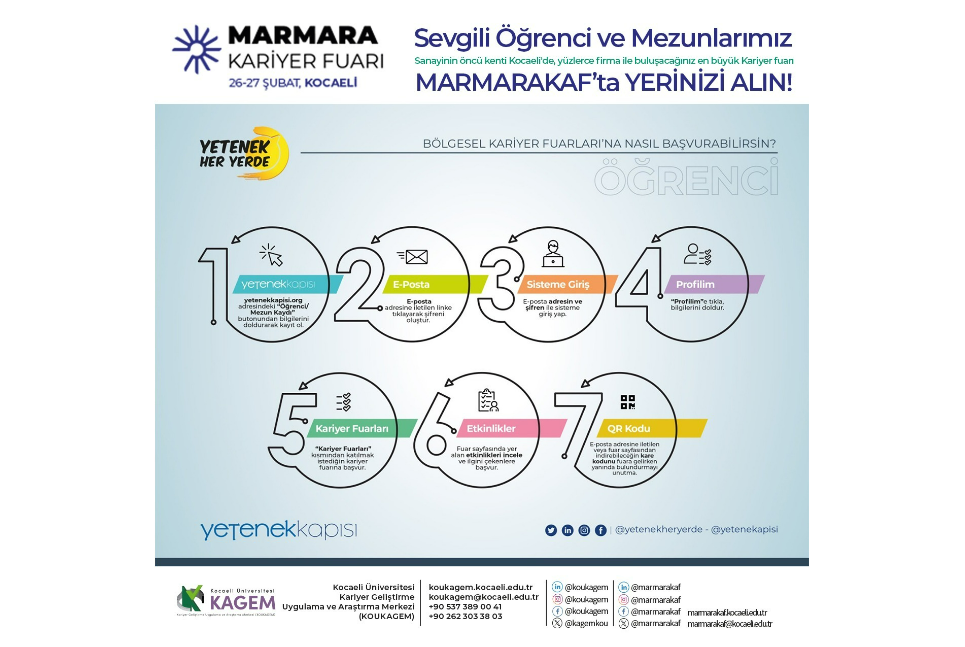 MARMARA
KARİYER FUARI
26-27 ŞUBAT, KOCAELİ
Sevgili Öğrenci ve Mezunlarımız
Sanayinin öncü kenti Kocaeli'de, yüzlerce firma ile buluşacağınız en büyük Kariyer fuarı
MARMARAKAF'ta YERİNİZİ ALIN!
YETENEK
HER YERDE
BÖLGESEL KARİYER FUARLARI'NA NASIL BAŞVURABİLİRSİN?
ÖĞRENCİ
1
yetenekkapısı
yetenekkapisi.org
adresindeki "Öğrenci/
Mezun Kaydı"
butonundan bilgilerini
doldurarak kayıt ol.
2
E-Posta
E-posta
adresine iletilen linke
tıklayarak şifreni
oluştur.
3
Sisteme Giriş
E-posta adresin ve
şifren ile sisteme
giriş yap.
4
Profilim
"Profilim"e tıkla,
bilgilerini doldur.
5
Kariyer Fuarları
"Kariyer Fuarları"
kısmından katılmak
istediğin kariyer
fuarına başvur.
6
Etkinlikler
Fuar sayfasında yer
alan etkinlikleri incele
ve ilgini çekenlere
başvur.
7
QR Kodu
E-posta adresine iletilen
veya fuar sayfasından
indirebileceğin kare
kodunu fuara gelirken
yanında bulundurmayı
unutma.
yetenekkapısı
| @yetenekheryerde - @yetenekapisi
Kocaeli Üniversitesi
KAGEM
Kocaeli Üniversitesi
Kariyer Geliştirme
Uygulama ve Araştırma Merkezi
(KOUKAGEM)
koukagem.kocaeli.edu.tr
koukagem@kocaeli.edu.tr
+90 537 389 00 41
+90 262 303 38 03
@koukagem
@koukagem
@koukagem
@kagemkou
@marmarakaf
@marmarakaf
@marmarakaf
@marmarakaf
marmarakaf.kocaeli.edu.tr
marmarakaf@kocaeli.edu.tr